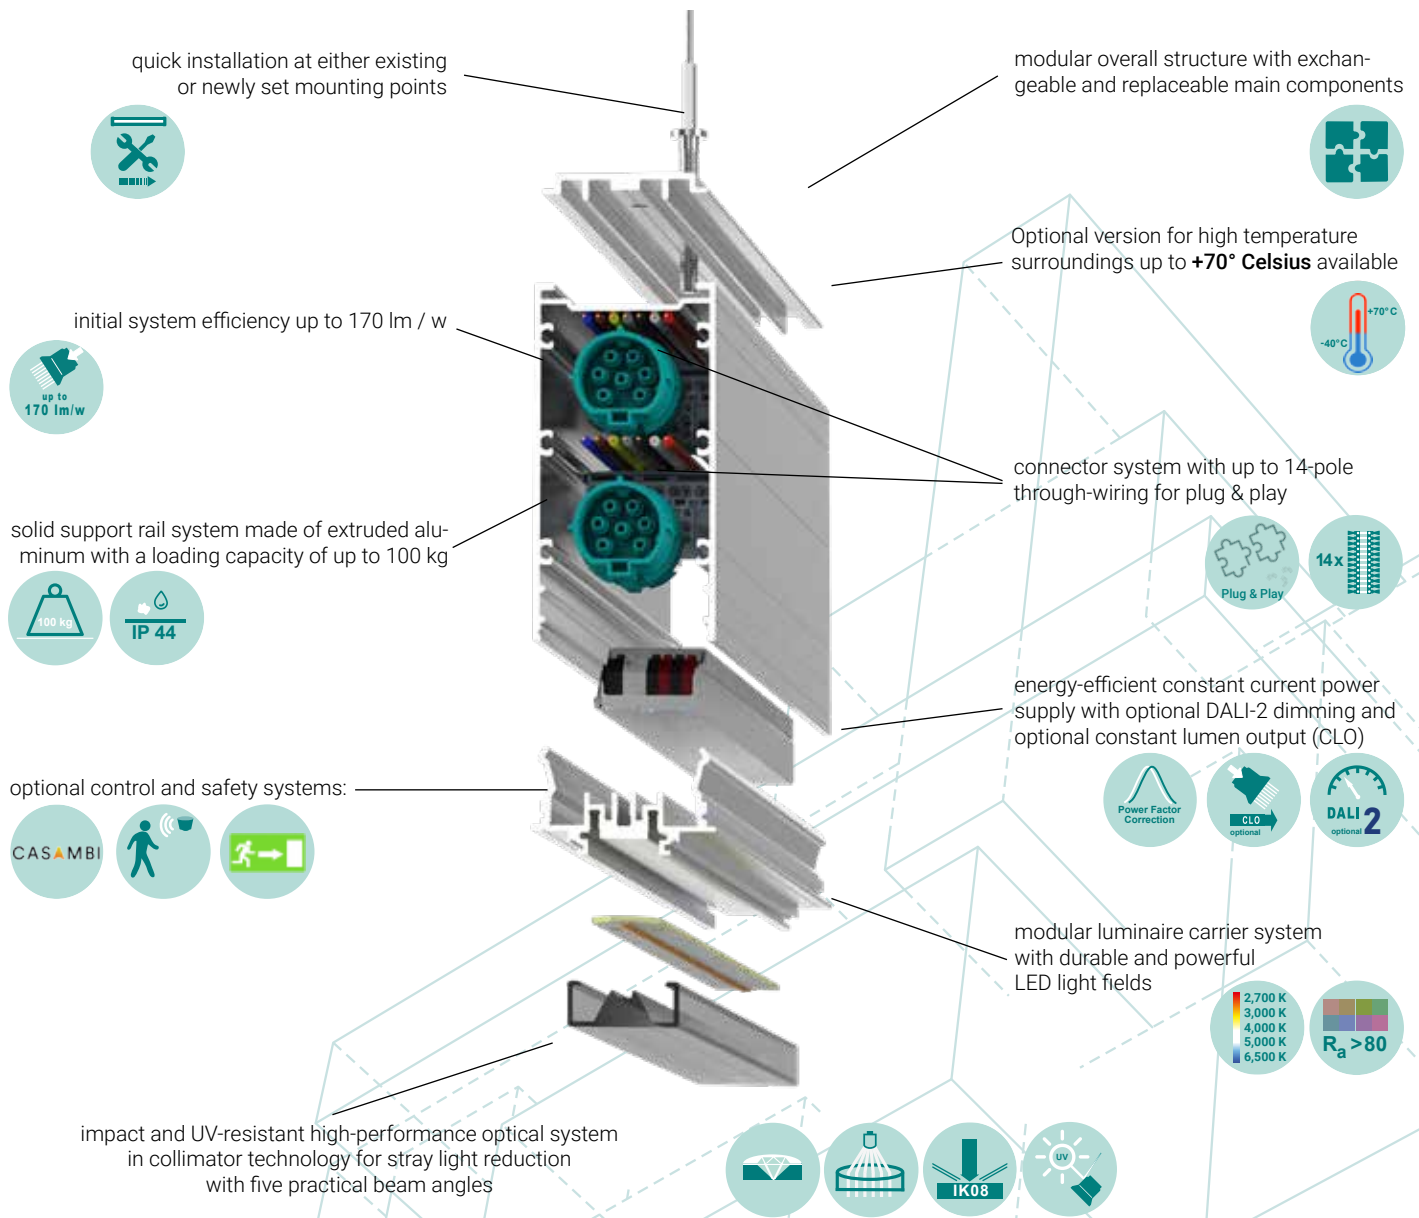 quick installation at either existing
or newly set mounting points
modular overall structure with exchan-
geable and replaceable main components
Optional version for high temperature
surroundings up to +70° Celsius available
+70°C
-40°C
initial system efficiency up to 170 lm / w
up to
170 lm/w
connector system with up to 14-pole
through-wiring for plug & play
Plug & Play
14x
solid support rail system made of extruded alu-
minum with a loading capacity of up to 100 kg
100 kg
IP 44
energy-efficient constant current power
supply with optional DALI-2 dimming and
optional constant lumen output (CLO)
Power Factor
Correction
CLO
optional
DALI 2
optional
optional control and safety systems:
CASAMBI
modular luminaire carrier system
with durable and powerful
LED light fields
2,700 K
3,000 K
4,000 K
5,000 K
6,500 K
Ra >80
impact and UV-resistant high-performance optical system
in collimator technology for stray light reduction
with five practical beam angles
IK08
UV